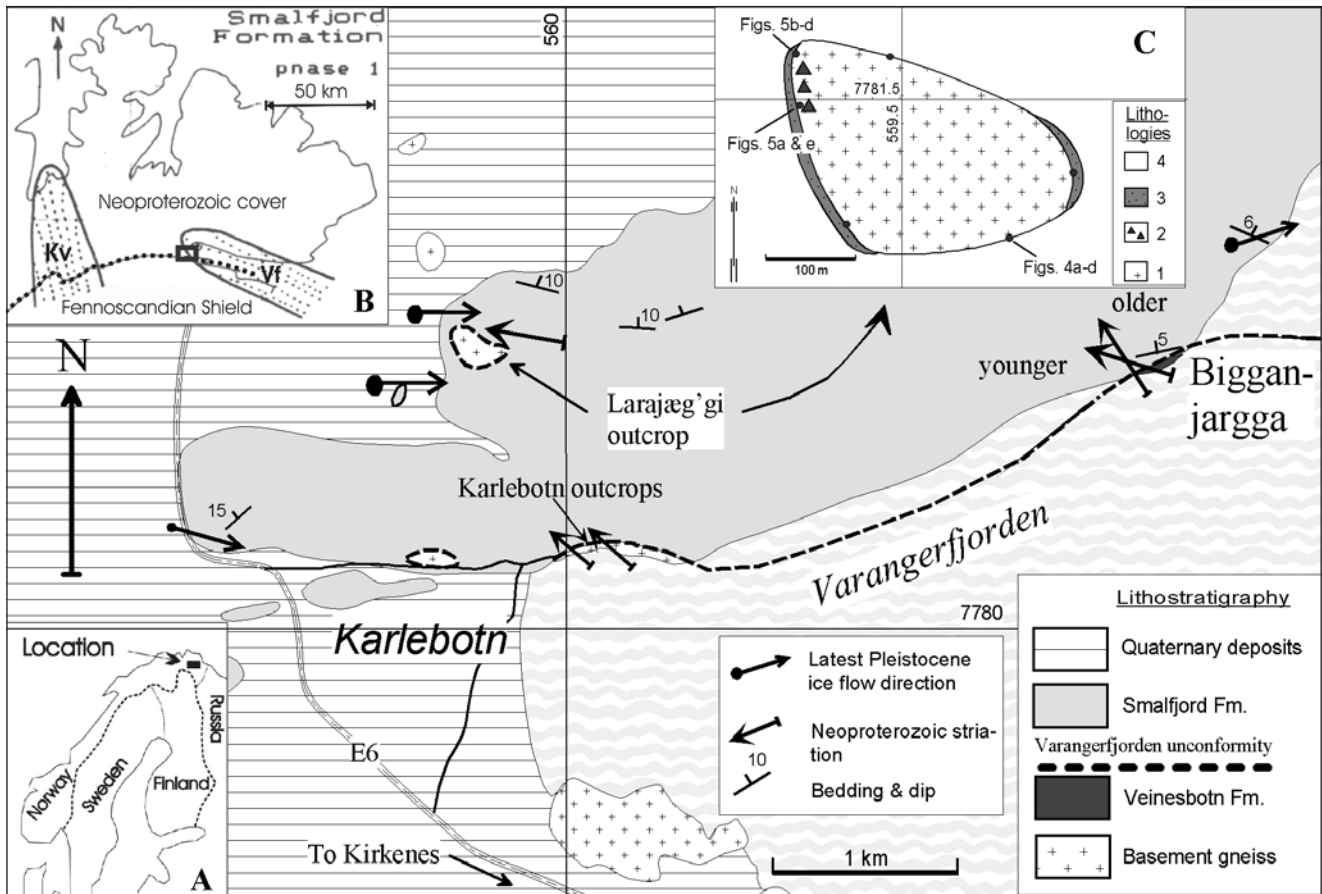 N
Smalfjord
Formation
pnase 1
50 km
Neoproterozoic cover
Kv
Vf
Fennoscandian Shield
B
560
Figs. 5b-d
C
7781.5
559.5
Figs. 5a & e
N
100 m
Figs. 4a-d
Litho-
logies
4
3
2
1
6
10
10
older
younger
5
Biggan-
jargga
N
Larajæg'gi
outcrop
Karlebotn outcrops
15
Varangerfjorden
7780
Karlebotn
E6
To Kirkenes
Location
Norway
Sweden
Finland
Russia
A
Latest Pleistocene
ice flow direction
Neoproterozoic stria-
tion
10
Bedding & dip
1 km
Lithostratigraphy
Quaternary deposits
Smalfjord Fm.
Varangerfjorden unconformity
Veinesbotn Fm.
Basement gneiss